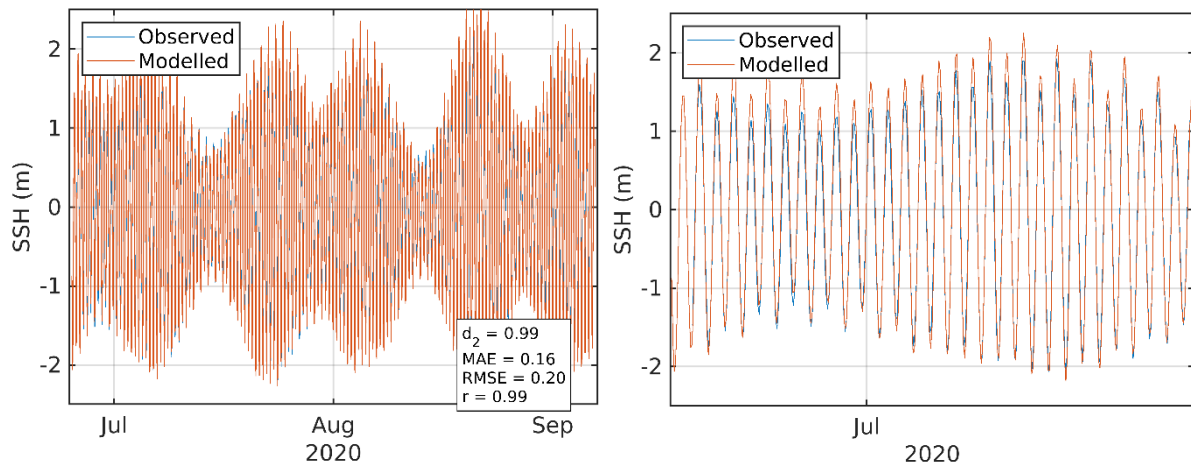 Observed
Modelled
2
1
0
-1
-2
SSH (m)
d2 = 0.99
MAE = 0.16
RMSE = 0.20
r = 0.99
Jul
Aug
Sep
2020
Observed
Modelled
2
1
0
-1
-2
SSH (m)
Jul
2020